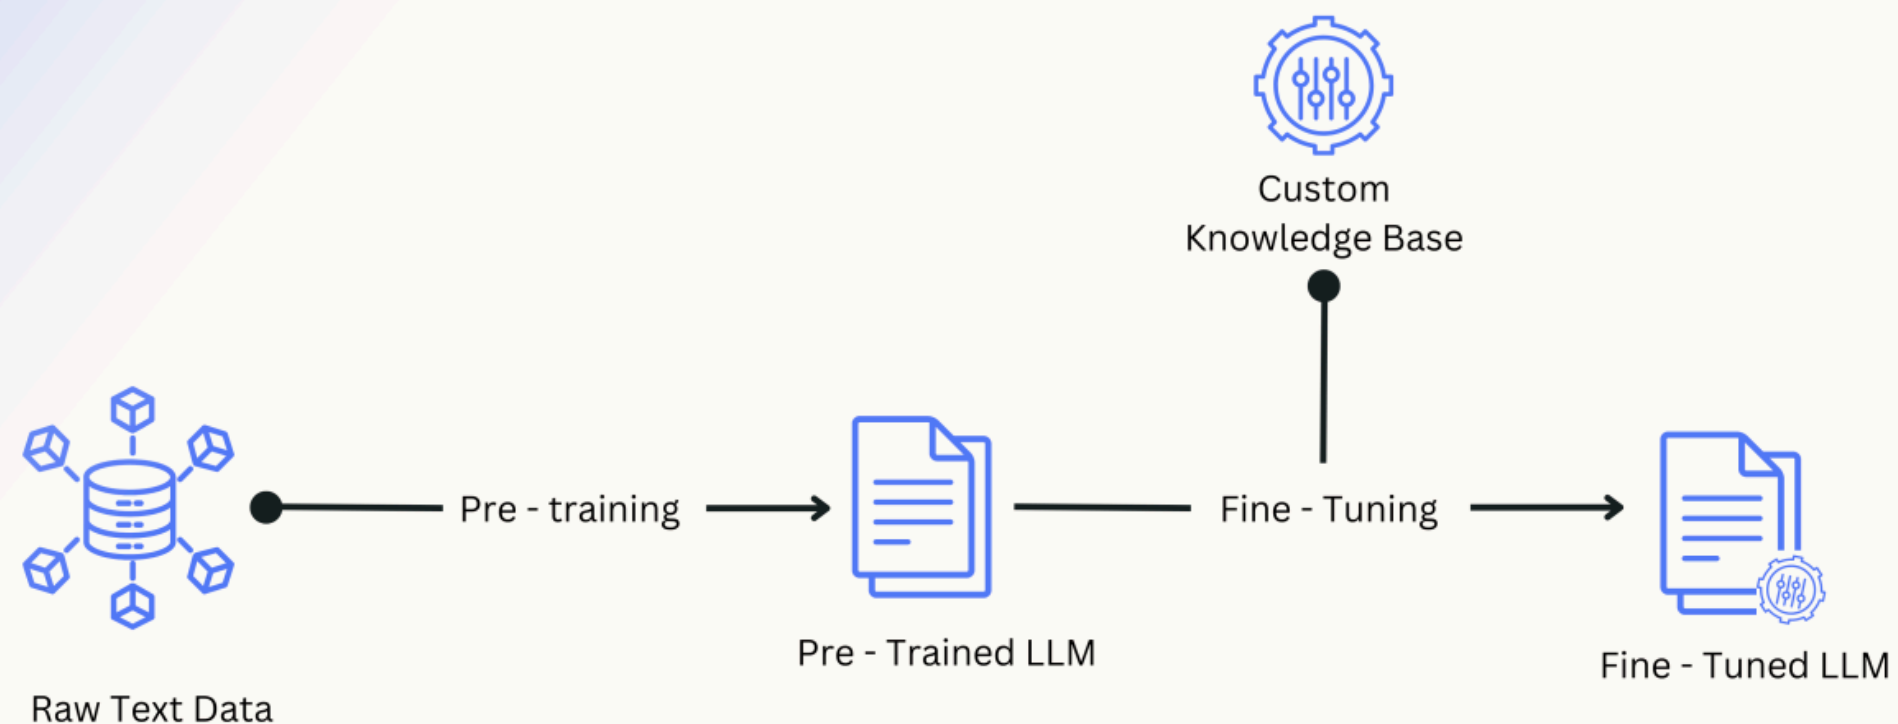 Custom
Knowledge Base
Pre - training
Fine - Tuning
Pre - Trained LLM
Fine - Tuned LLM
Raw Text Data